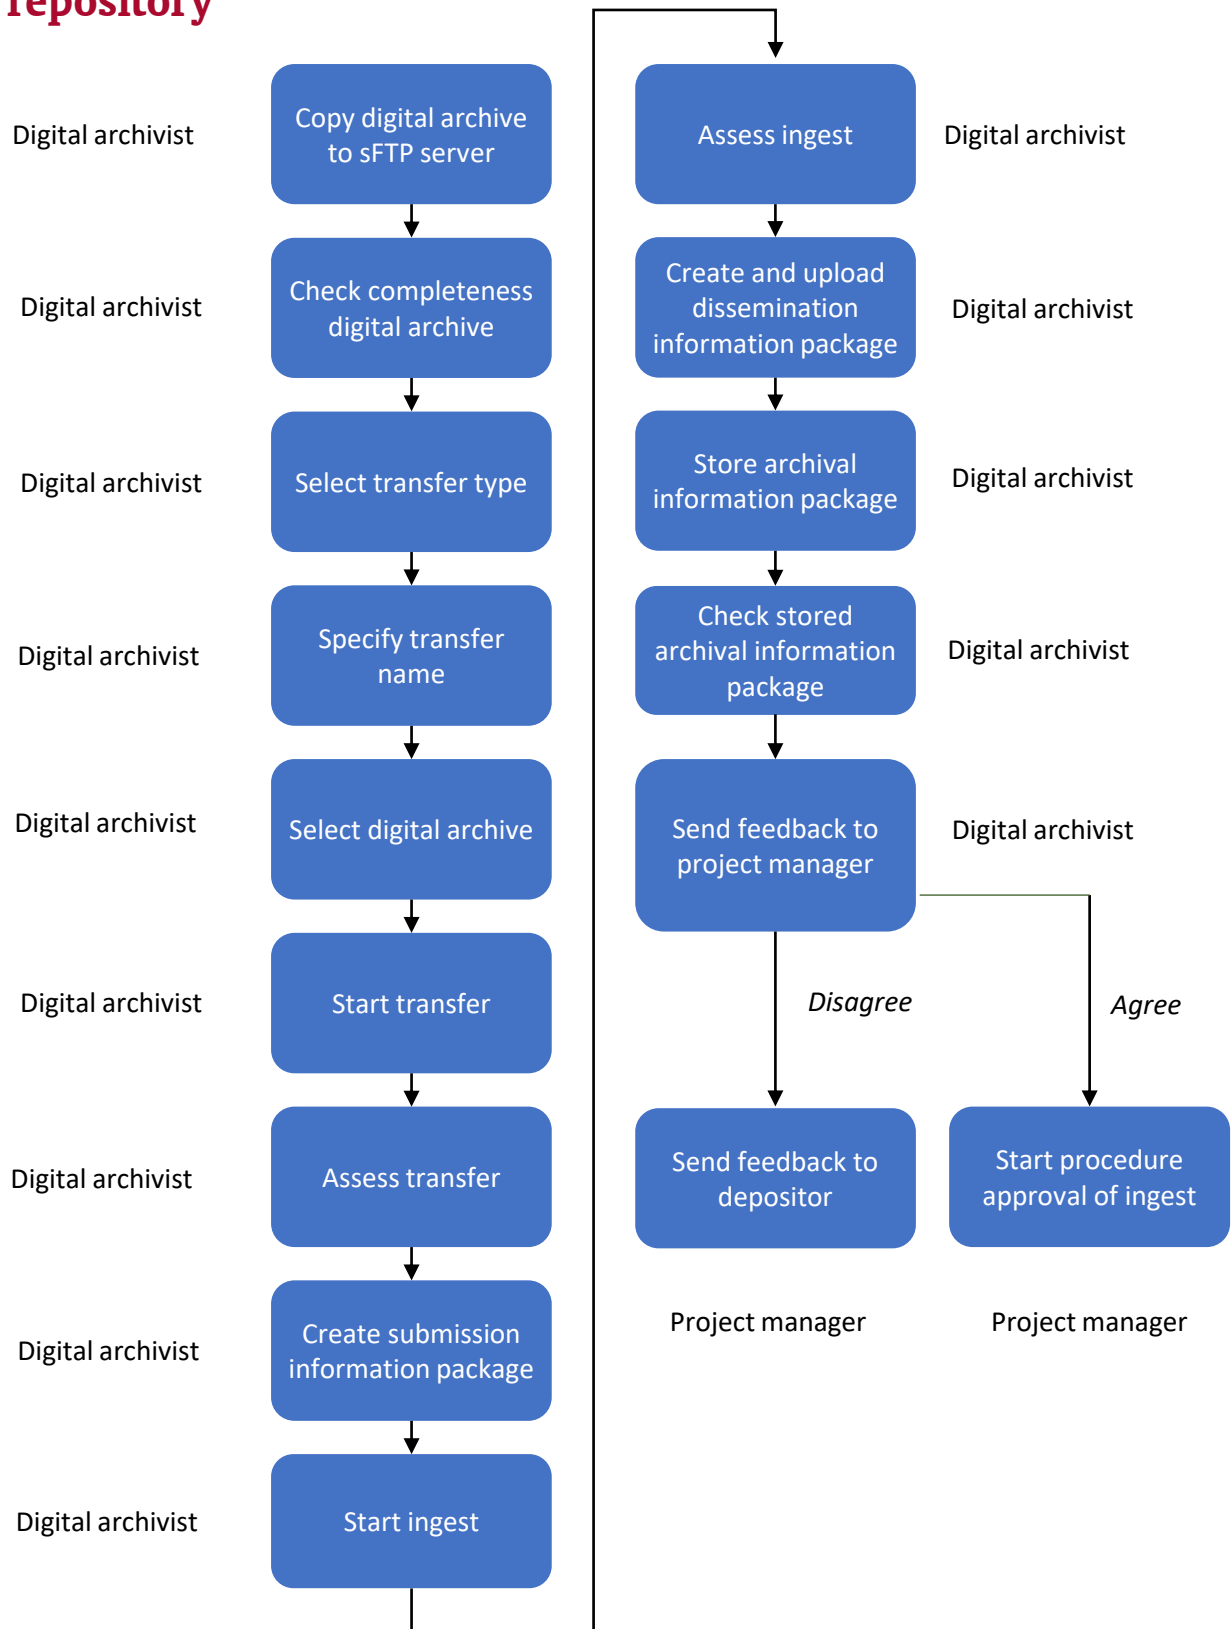 repository
Digital archivist
Copy digital archive
to sFTP server
Digital archivist
Check completeness
digital archive
Digital archivist
Select transfer type
Digital archivist
Specify transfer
name
Digital archivist
Select digital archive
Digital archivist
Start transfer
Digital archivist
Assess transfer
Digital archivist
Create submission
information package
Digital archivist
Start ingest
Assess ingest
Digital archivist
Create and upload
dissemination
information package
Digital archivist
Store archival
information package
Digital archivist
Check stored
archival information
package
Digital archivist
Send feedback to
project manager
Digital archivist
Disagree
Agree
Send feedback to
depositor
Start procedure
approval of ingest
Project manager
Project manager